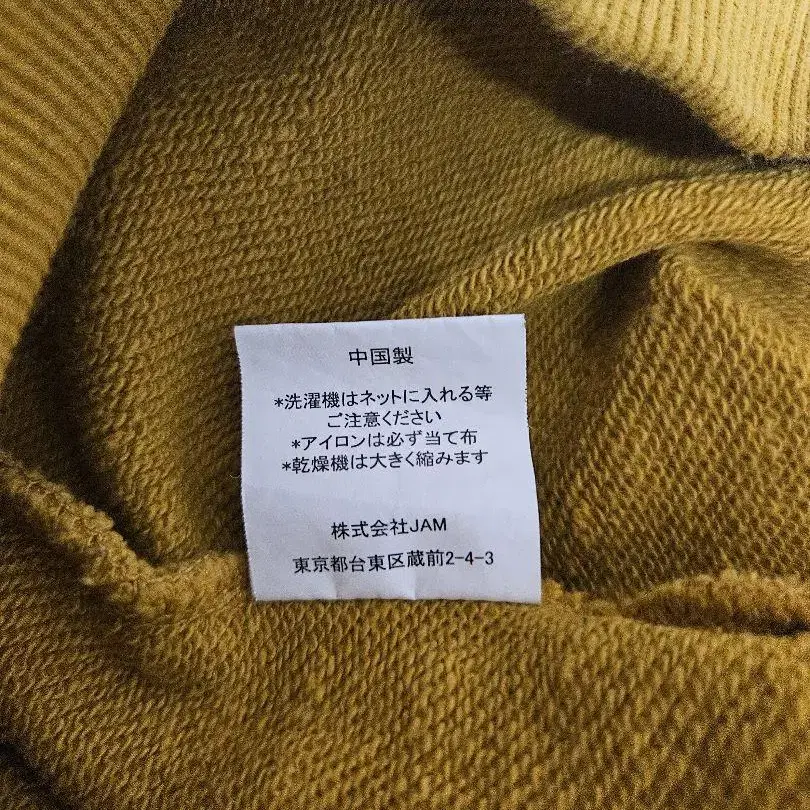 中国製
*洗濯機はネットに入れる等
ご注意ください
*アイロンは必ず当て布
*乾燥機は大きく縮みます
株式会社JAM
東京都台東区蔵前2-4-3